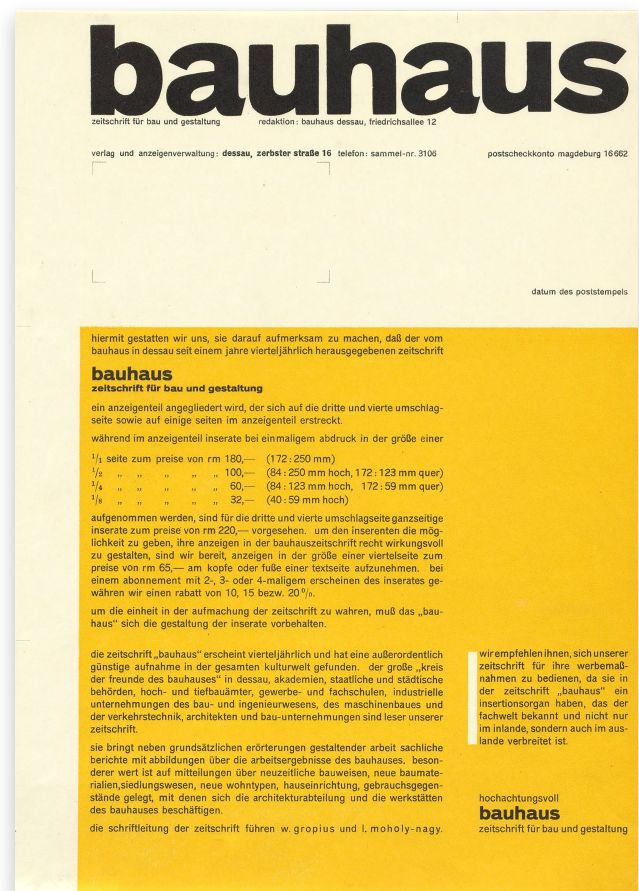 bauhaus
zeitschrift für bau und gestaltung redaktion: bauhaus dessau, friedrichsallee 12
verlag und anzeigenverwaltung: dessau, zerbster straße 16 telefon: sammel-nr. 3106 postscheckkonto magdeburg 16662
datum des poststempels
hiermit gestatten wir uns, sie darauf aufmerksam zu machen, daß der vom
bauhaus in dessau seit einem jahre vierteljährlich herausgegebenen zeitschrift
bauhaus
zeitschrift für bau und gestaltung
ein anzeigenteil angegliedert wird, der sich auf die dritte und vierte umschlag-
seite sowie auf einige seiten im anzeigenteil erstreckt.
während im anzeigenteil inserate bei einmaligem abdruck in der größe einer
1/1 seite zum preise von rm 180,— (172:250 mm)
1/2 „ „ „ „ „ 100,— (84:250 mm hoch, 172:123 mm quer)
1/4 „ „ „ „ „ 60,— (84:123 mm hoch, 172:59 mm quer)
1/8 „ „ „ „ „ 32,— (40:59 mm hoch)
aufgenommen werden, sind für die dritte und vierte umschlagseite ganzseitige
inserate zum preise von rm 220,— vorgesehen. um den inserenten die mög-
lichkeit zu geben, ihre anzeigen in der bauhauszeitschrift recht wirkungsvoll
zu gestalten, sind wir bereit, anzeigen in der größe einer viertelseite zum
preise von rm 65,— am kopfe oder fuße einer textseite aufzunehmen. bei
einem abonnement mit 2-, 3- oder 4-maligem erscheinen des inserates ge-
währen wir einen rabatt von 10, 15 bezw. 20%.
um die einheit in der aufmachung der zeitschrift zu wahren, muß das „bau-
haus“ sich die gestaltung der inserate vorbehalten.
die zeitschrift „bauhaus“ erscheint vierteljährlich und hat eine außerordentlich
günstige aufnahme in der gesamten kulturwelt gefunden. der große „kreis
der freunde des bauhauses“ in dessau, akademien, staatliche und städtische
behörden, hoch- und tiefbauämter, gewerbe- und fachschulen, industrielle
unternehmungen des bau- und ingenieurwesens, des maschinenbaues und
der verkehrstechnik, architekten und bau-unternehmungen sind leser unserer
zeitschrift.
sie bringt neben grundsätzlichen erörterungen gestaltender arbeit sachliche
berichte mit abbildungen über die arbeitsergebnisse des bauhauses. beson-
derer wert ist auf mitteilungen über neuzeitliche bauweisen, neue baumate-
rialien,siedlungswesen, neue wohntypen, hauseinrichtung, gebrauchsgegen-
stände gelegt, mit denen sich die architekturabteilung und die werkstätten
des bauhauses beschäftigen.
die schriftleitung der zeitschrift führen w. gropius und l. moholy-nagy.
wir empfehlen ihnen, sich unserer
zeitschrift für ihre werbemaß-
nahmen zu bedienen, da sie in
der zeitschrift „bauhaus“ ein
insertionsorgan haben, das der
fachwelt bekannt und nicht nur
im inlande, sondern auch im aus-
lande verbreitet ist.
hochachtungsvoll
bauhaus
zeitschrift für bau und gestaltung